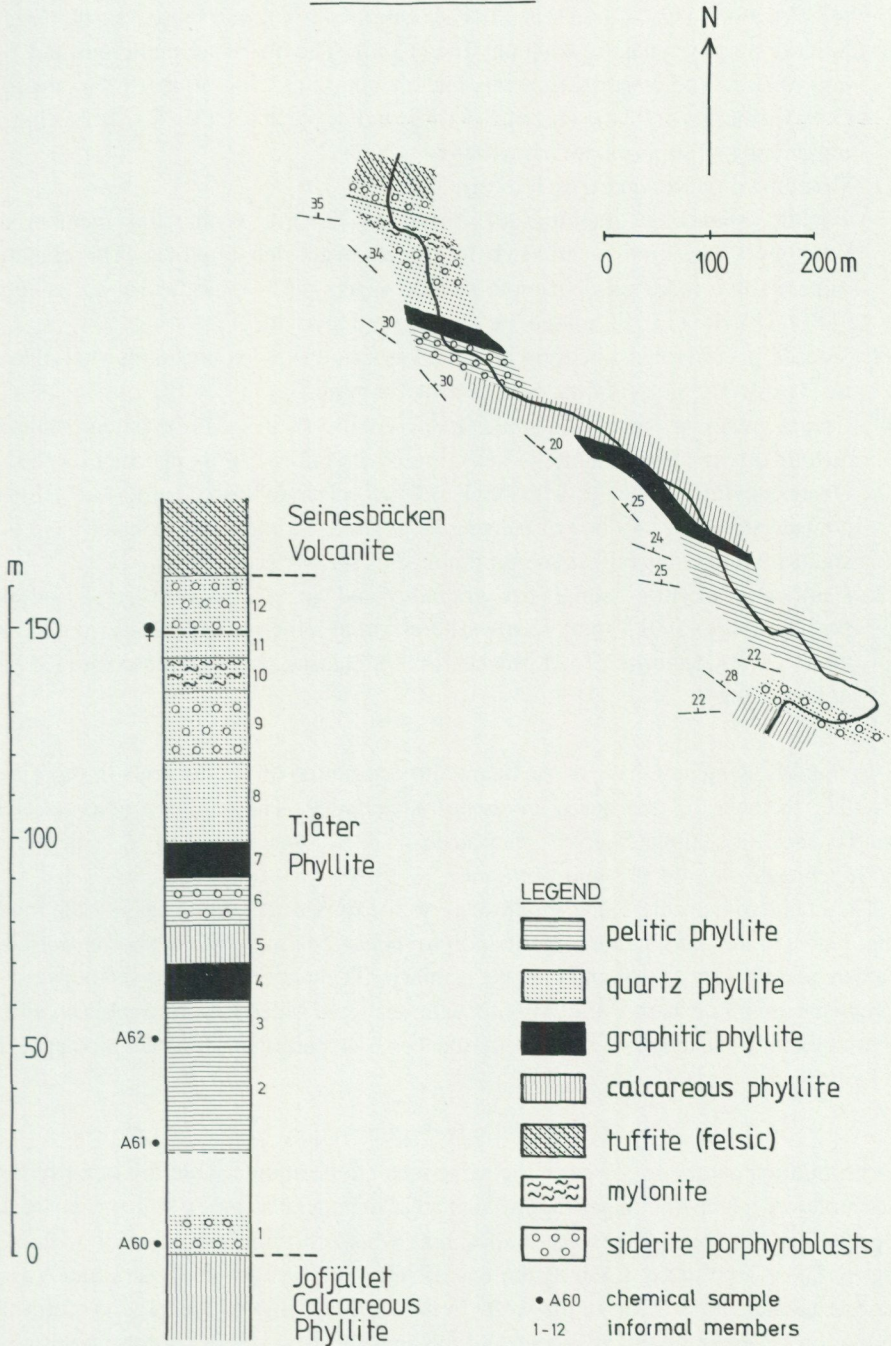 N
0 100 200m
35
34
30
30
20
25
24
25
22
28
22
m
150
100
50
0
Seinesbäcken
Volcanite
12
11
10
9
8
7
6
5
4
3
2
1
Tjåter
Phyllite
A62
A61
A60
Jofjället
Calcareous
Phyllite
LEGEND
pelitic phyllite
quartz phyllite
graphitic phyllite
calcareous phyllite
tuffite (felsic)
mylonite
siderite porphyroblasts
• A60 chemical sample
1-12 informal members